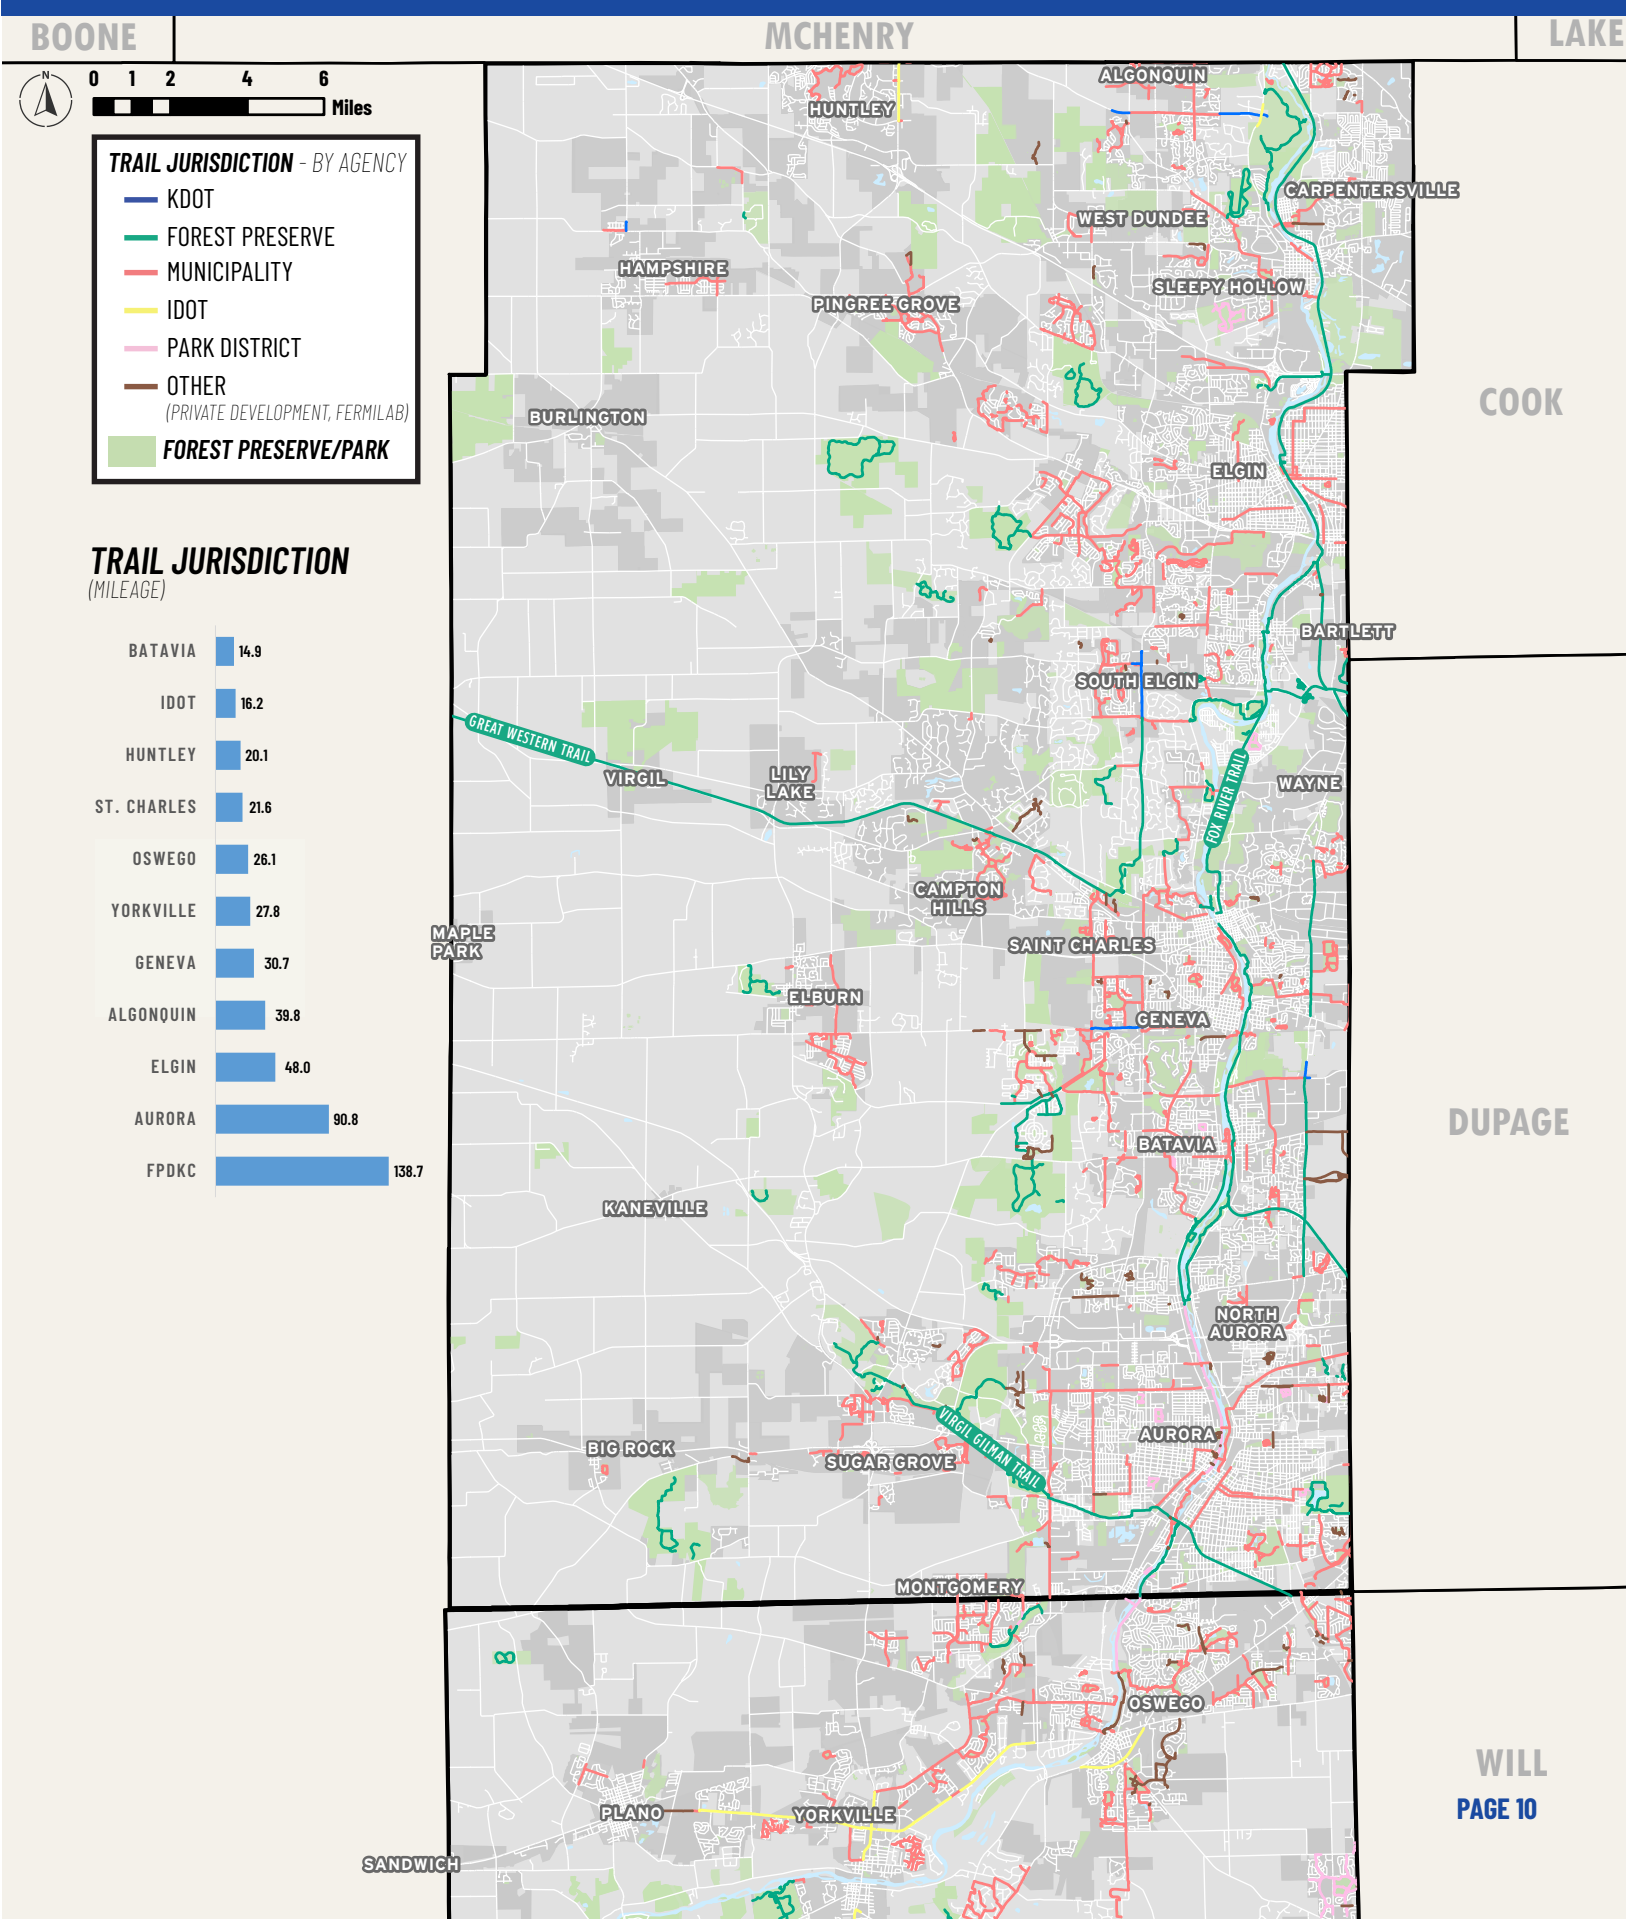 BOONE
MCHENRY
LAKE
N
0 1 2 4 6
Miles
TRAIL JURISDICTION - BY AGENCY
KDOT
FOREST PRESERVE
MUNICIPALITY
IDOT
PARK DISTRICT
OTHER
(PRIVATE DEVELOPMENT, FERMILAB)
FOREST PRESERVE/PARK
TRAIL JURISDICTION
(MILEAGE)
BATAVIA 14.9
IDOT 16.2
HUNTLEY 20.1
ST. CHARLES 21.6
OSWEGO 26.1
YORKVILLE 27.8
GENEVA 30.7
ALGONQUIN 39.8
ELGIN 48.0
AURORA 90.8
FPDKC 138.7
ALGONQUIN
HUNTLEY
CARPENTERSVILLE
WEST DUNDEE
HAMPSHIRE
SLEEPY HOLLOW
PINGREE GROVE
BURLINGTON
COOK
ELGIN
BARTLETT
SOUTH ELGIN
GREAT WESTERN TRAIL
VIRGIL
LILY
LAKE
FOX RIVER TRAIL
WAYNE
CAMPTON
HILLS
MAPLE
PARK
SAINT CHARLES
ELBURN
GENEVA
DUPAGE
BATAVIA
KANEVILLE
NORTH
AURORA
VIRGIL GILMAN TRAIL
AURORA
BIG ROCK
SUGAR GROVE
MONTGOMERY
OSWEGO
WILL
PLANO
YORKVILLE
PAGE 10
SANDWICH